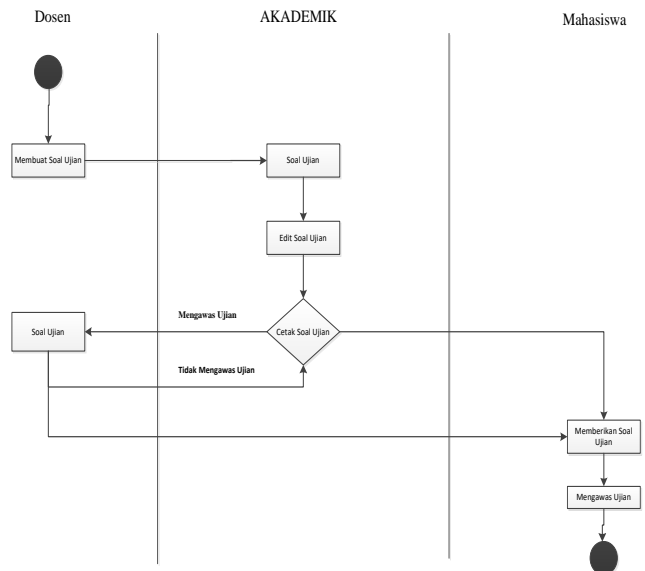 Dosen
AKADEMIK
Mahasiswa
Membuat Soal Ujian
Soal Ujian
Edit Soal Ujian
Mengawas Ujian
Soal Ujian
Cetak Soal Ujian
Tidak Mengawas Ujian
Memberikan Soal
Ujian
Mengawas Ujian